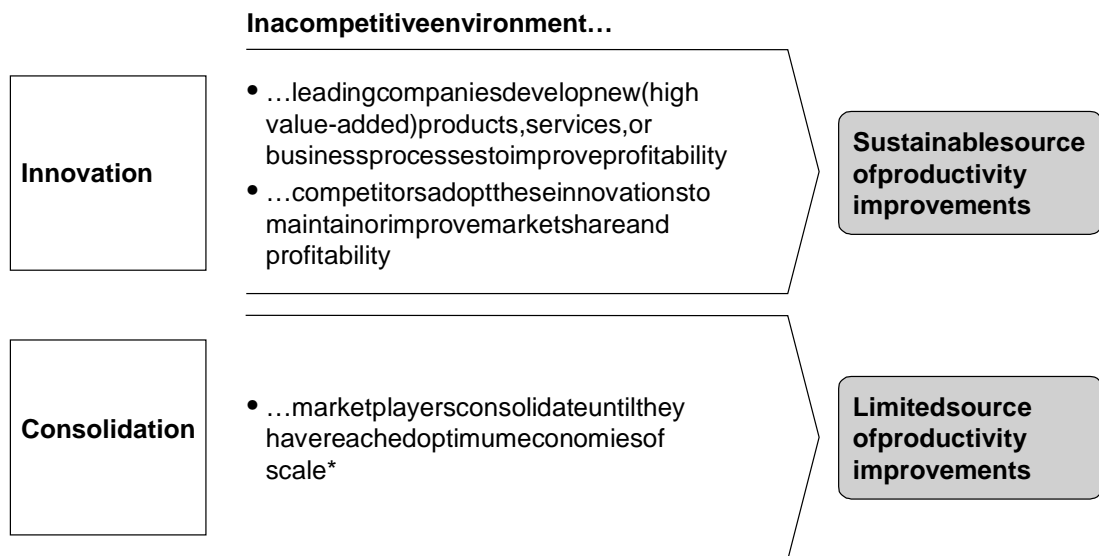 Inacompetitiveenvironment…
Innovation
• …leadingcompaniesdevelopnew(high
value-added)products,services,or
businessprocessestoimproveprofitability
• …competitorsadopttheseinnovationsto
maintainorimprovemarketshareand
profitability
Sustainablesource
ofproductivity
improvements
Consolidation
• …marketplayersconsolidateuntilthey
havereachedoptimumeconomiesof
scale*
Limitedsource
ofproductivity
improvements